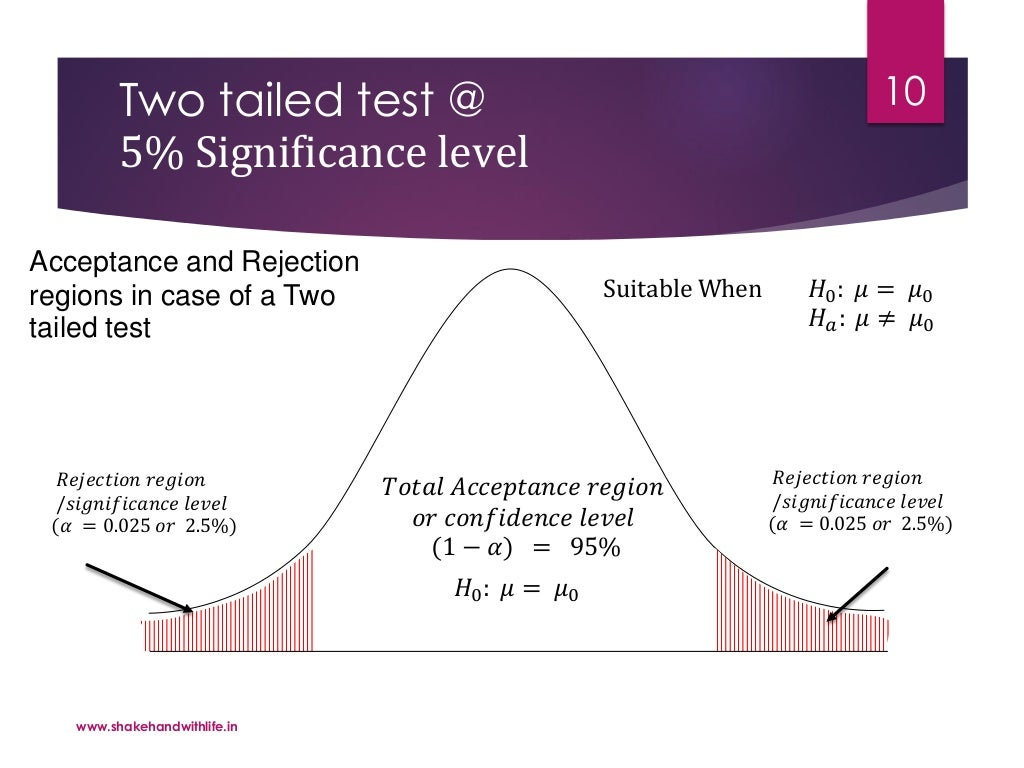 10
Two tailed test @
5% Significance level
Acceptance and Rejection
regions in case of a Two
tailed test
Suitable When H₀: μ = μ₀
Hₐ: μ ≠ μ₀
Rejection region
/significance level
(α = 0.025 or 2.5%)
Total Acceptance region
or confidence level
(1 − α) = 95%
H₀: μ = μ₀
Rejection region
/significance level
(α = 0.025 or 2.5%)
www.shakehandwithlife.in